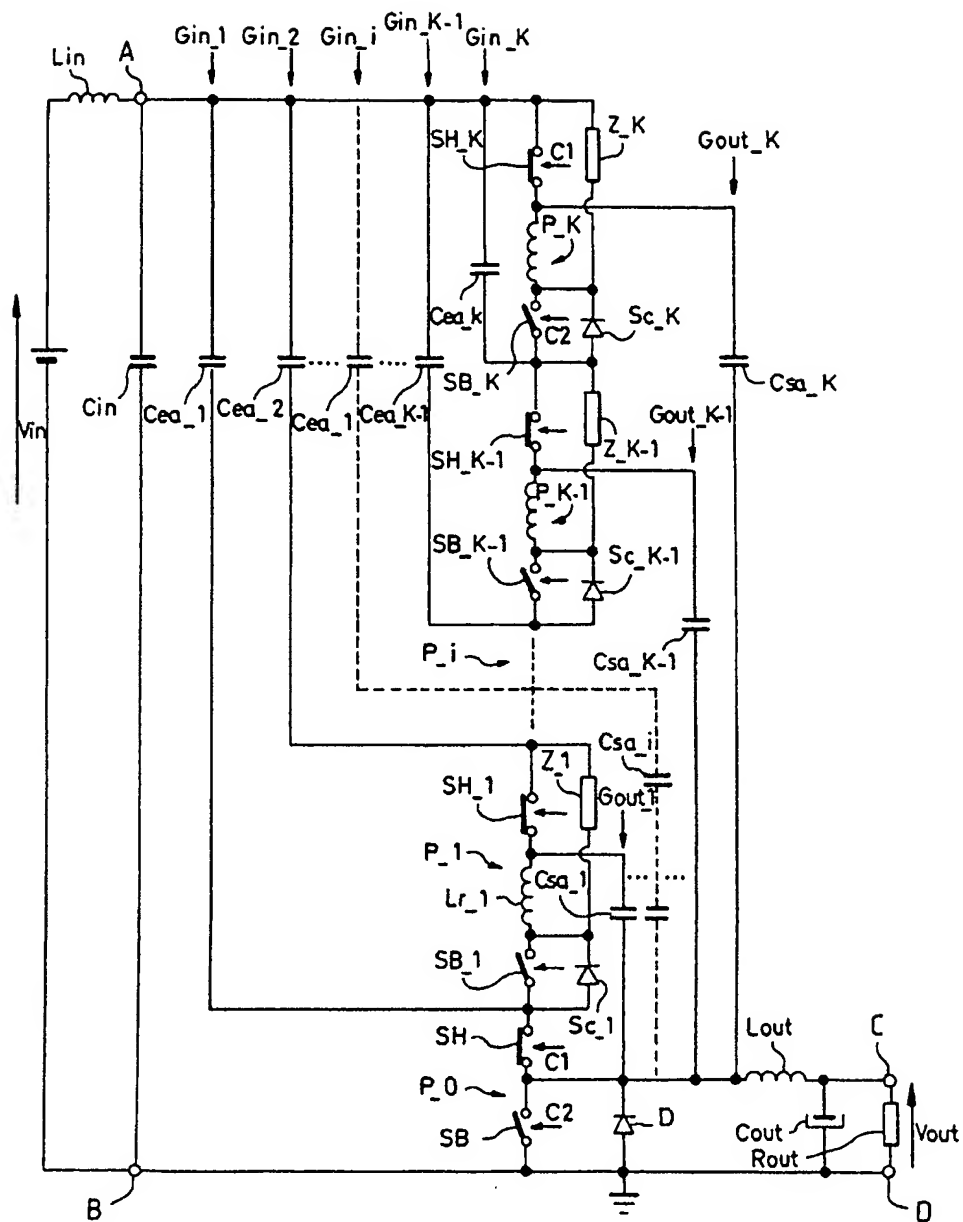 Gin_K-1
Gin_1 Gin_2 Gin_i Gin_K
A
Lin
Z_K
SH_K C1
Gout_K
P_K
Cea_k
Sc_K
C2
SB_K
Csa_K
Cin Cea_1 Cea_2 Cea_1 Cea_K-1
Vin
Gout_K-1
SH_K-1
Z_K-1
P_K-1
SB_K-1 Sc_K-1
Csa_K-1
P_i
Csa_i
Z_1
SH_1
Gout_1
P_1
Csa_1
Lr_1
SB_1
Sc_1
SH
C1
Lout C
P_0
C2
SB
D
Cout
Rout
Vout
B
D